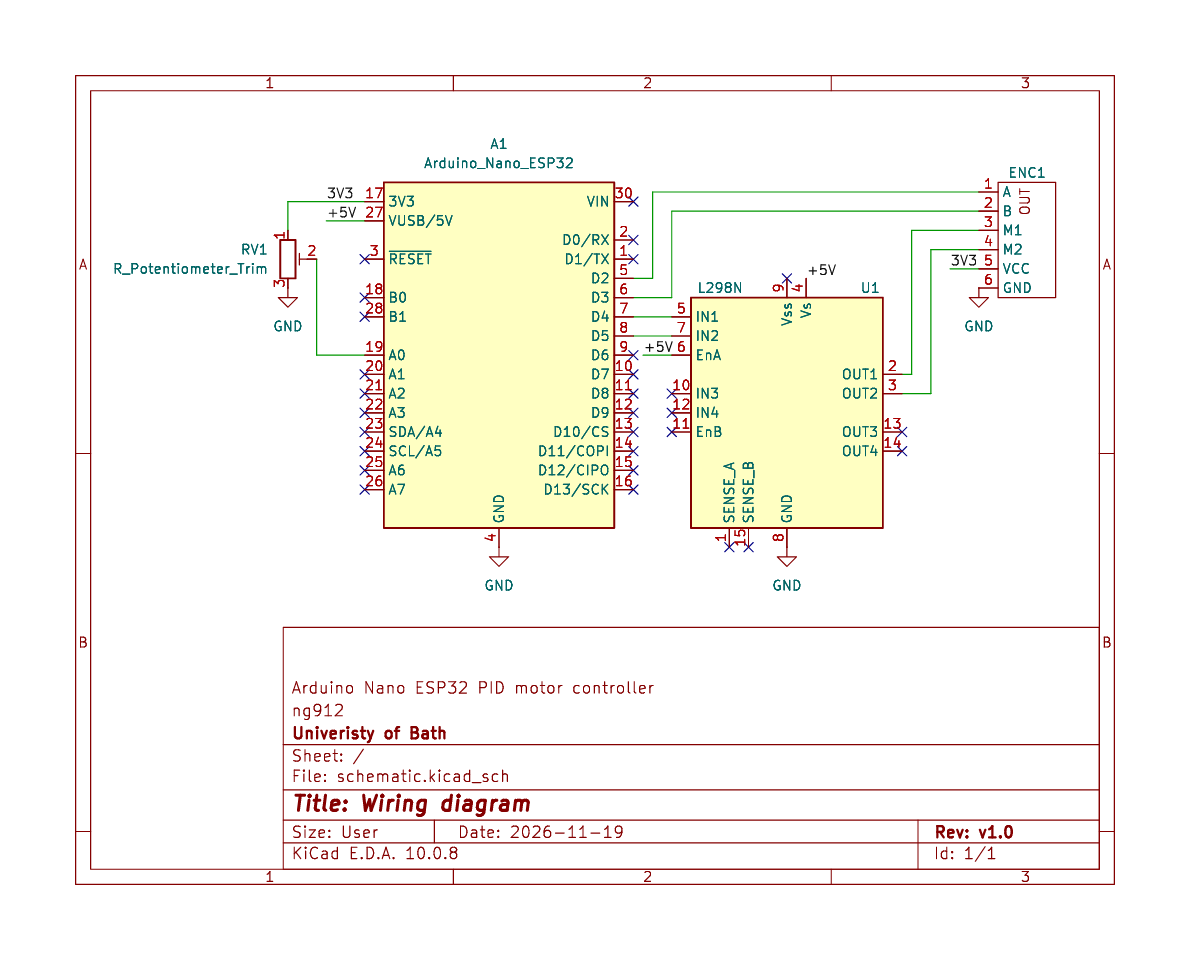 1
2
3
A
B
A1
Arduino_Nano_ESP32
3V3
17
3V3
+5V
27
VUSB/5V
3
RESET
18
B0
28
B1
19
A0
20
A1
21
A2
22
A3
23
SDA/A4
24
SCL/A5
25
A6
26
A7
30
VIN
2
D0/RX
1
D1/TX
5
D2
6
D3
7
D4
8
D5
9
D6
10
D7
11
D8
12
D9
13
D10/CS
14
D11/COPI
15
D12/CIPO
16
D13/SCK
GND
4
GND
RV1
R_Potentiometer_Trim
1
2
3
GND
L298N
U1
9
Vss
4
Vs
+5V
5
IN1
7
IN2
+5V
6
EnA
10
IN3
12
IN4
11
EnB
2
OUT1
3
OUT2
13
OUT3
14
OUT4
SENSE_A
1
SENSE_B
15
GND
8
GND
ENC1
OUT
1
A
2
B
3
M1
4
M2
3V3
5
VCC
6
GND
GND
A
B
Arduino Nano ESP32 PID motor controller
ng912
Univeristy of Bath
Sheet: /
File: schematic.kicad_sch
Title: Wiring diagram
Size: User
Date: 2026-11-19
Rev: v1.0
KiCad E.D.A. 10.0.8
Id: 1/1
1
2
3